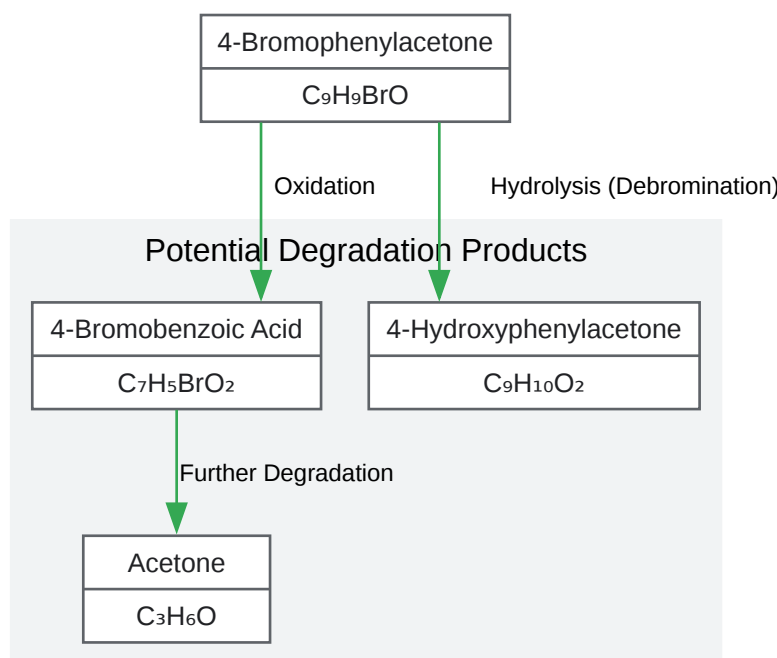 4-Bromophenylacetone
C₉H₉BrO
Oxidation
Hydrolysis (Debromination)
Potential Degradation Products
4-Bromobenzoic Acid
C₇H₅BrO₂
4-Hydroxyphenylacetone
C₉H₁₀O₂
Further Degradation
Acetone
C₃H₆O